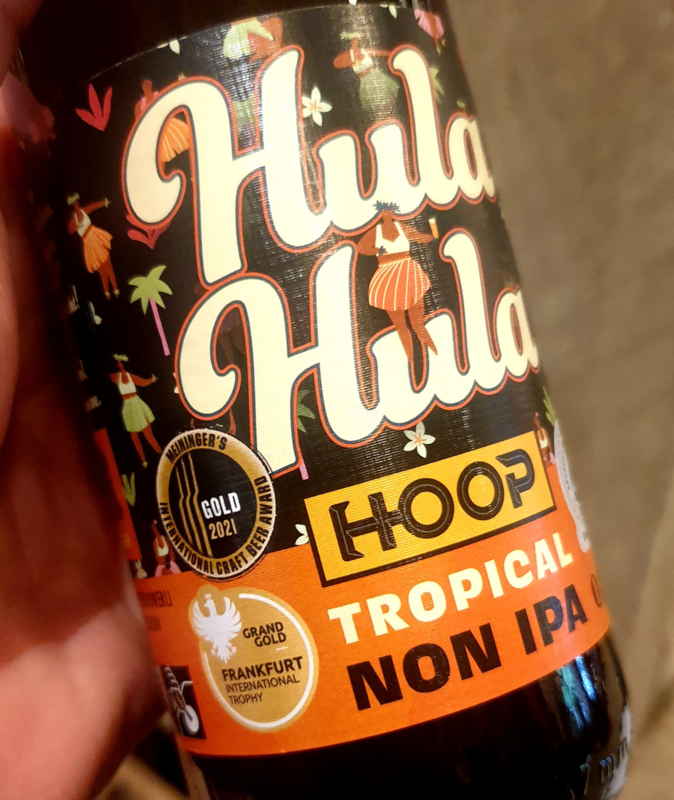 Hula
Hula
HOOP
TROPICAL
NON IPA
MEININGER'S
INTERNATIONAL CRAFT BEER AWARD
GOLD
2021
GRAND
GOLD
FRANKFURT
INTERNATIONAL
TROPHY